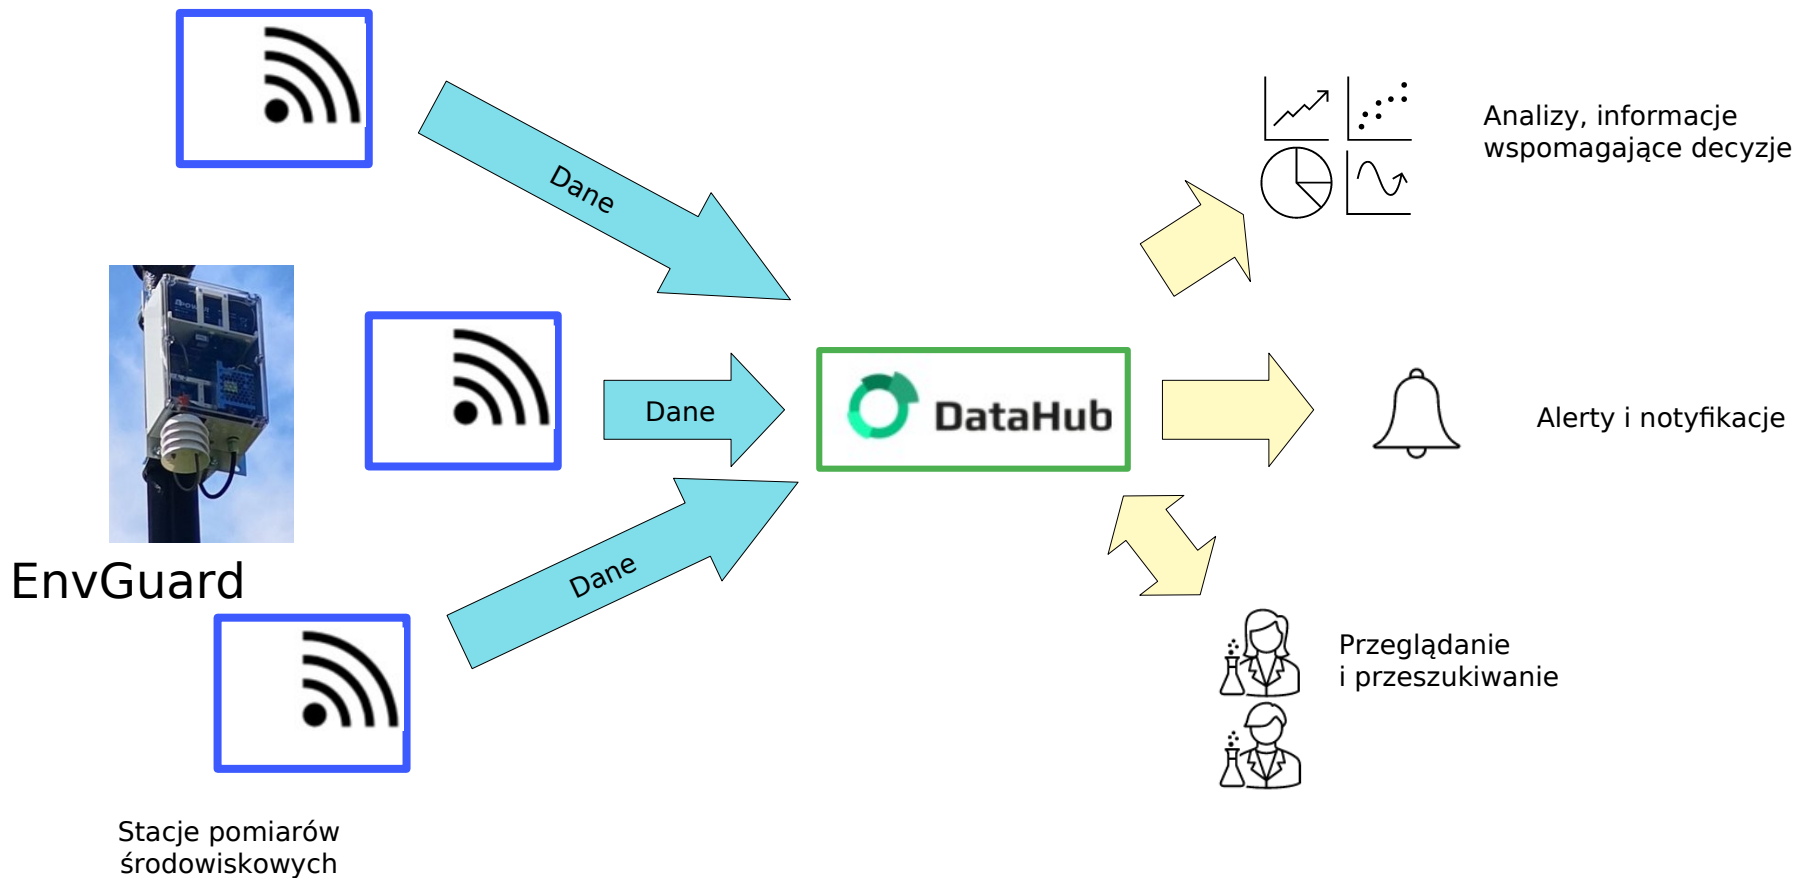 Dane
Analizy, informacje
wspomagające decyzje
Dane
DataHub
Alerty i notyfikacje
EnvGuard
Dane
Przeglądanie
i przeszukiwanie
Stacje pomiarów
środowiskowych